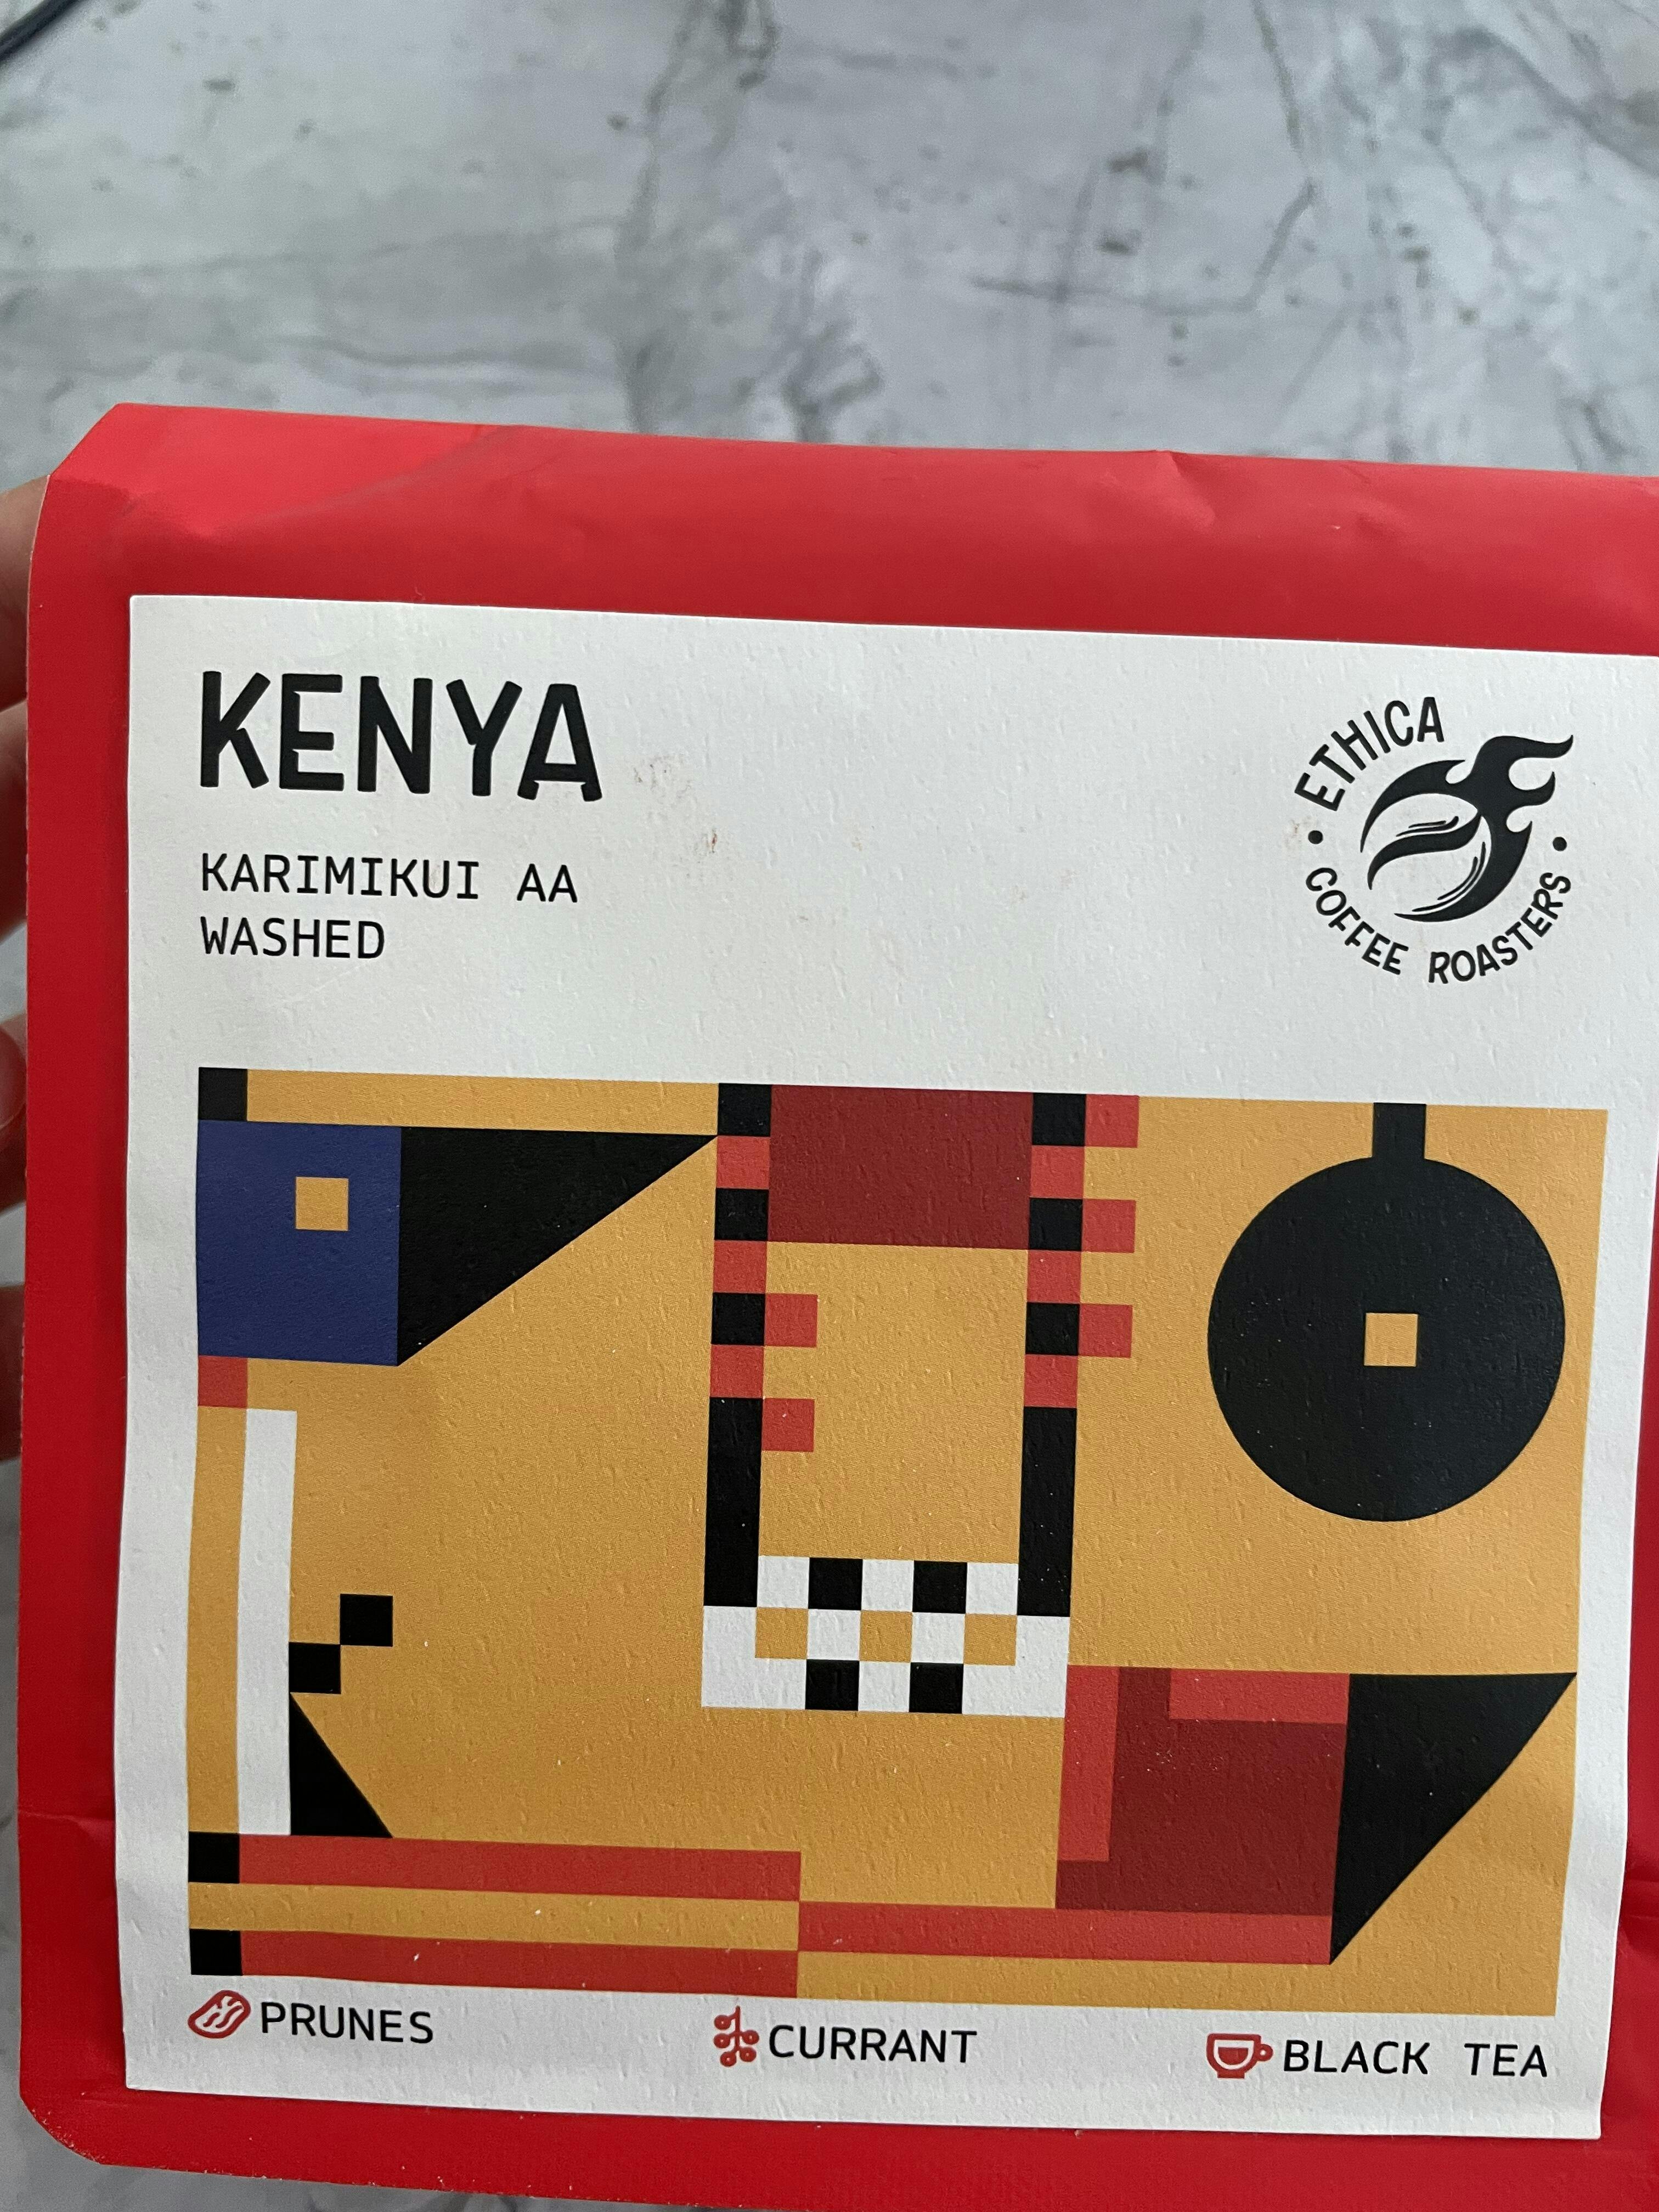 KENYA
KARIMIKUI AA
WASHED
ETHICA
COFFEE ROASTERS
PRUNES
CURRANT
BLACK TEA